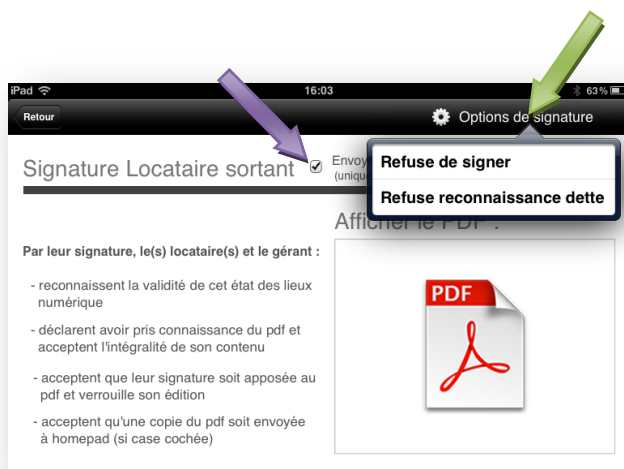 iPad 16:03 63 %
Retour Options de signature
Refuse de signer
Refuse reconnaissance dette
Signature Locataire sortant Envoy
(uniqu
Afficher le PDF :
Par leur signature, le(s) locataire(s) et le gérant :
- reconnaissent la validité de cet état des lieux
numérique
- déclarent avoir pris connaissance du pdf et
acceptent l'intégralité de son contenu
- acceptent que leur signature soit apposée au
pdf et verrouille son édition
- acceptent qu'une copie du pdf soit envoyée
à homepad (si case cochée)
PDF